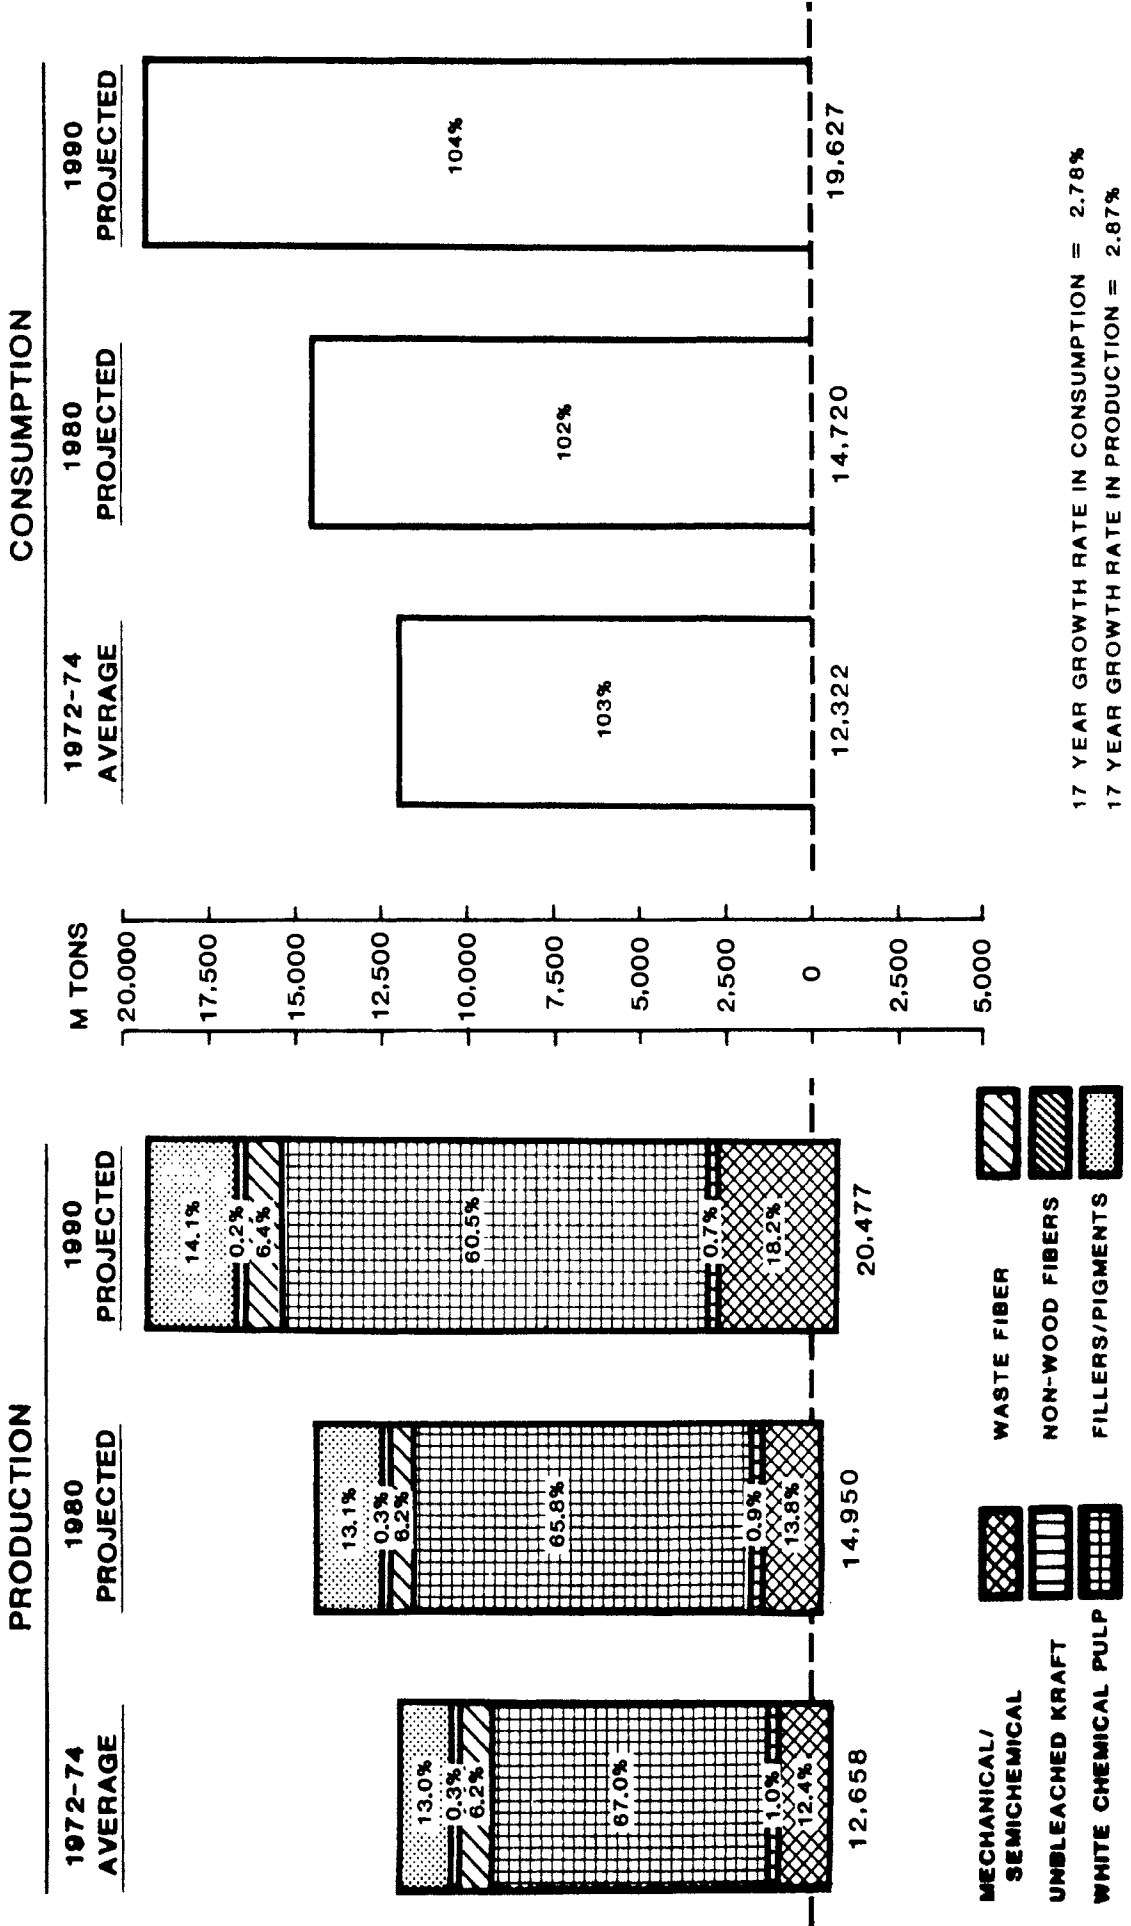 PRODUCTION
CONSUMPTION
1972-74
AVERAGE
1980
PROJECTED
1990
PROJECTED
M TONS
1972-74
AVERAGE
1980
PROJECTED
1990
PROJECTED
20,000
17,500
15,000
12,500
10,000
7,500
5,000
2,500
0
2,500
5,000
13.0%
0.3%
6.2%
67.0%
1.0%
12.4%
12,658
13.1%
0.3%
6.2%
65.8%
0.9%
13.8%
14,950
14.1%
0.2%
6.4%
60.5%
0.7%
18.2%
20,477
103%
12,322
102%
14,720
104%
19,627
MECHANICAL/
SEMICHEMICAL
UNBLEACHED KRAFT
WHITE CHEMICAL PULP
WASTE FIBER
NON-WOOD FIBERS
FILLERS/PIGMENTS
17 YEAR GROWTH RATE IN CONSUMPTION = 2.78%
17 YEAR GROWTH RATE IN PRODUCTION = 2.87%